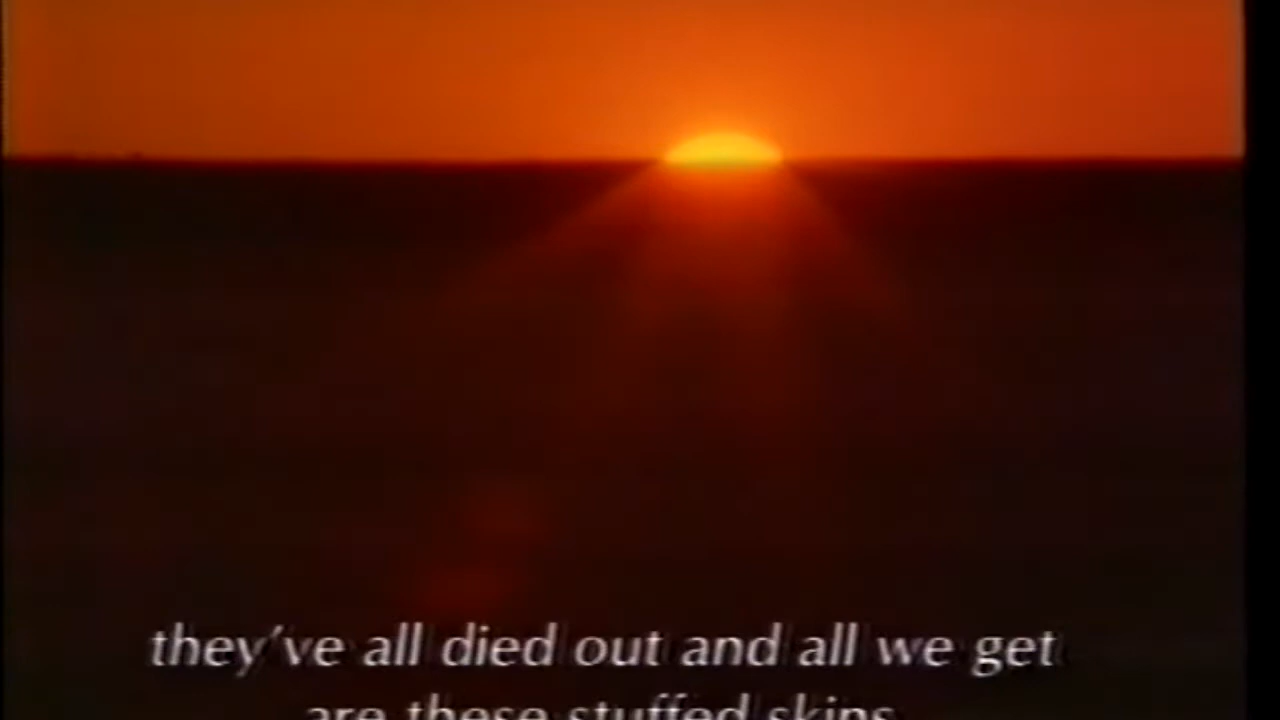 they've all died out and all we get
are these stuffed skins